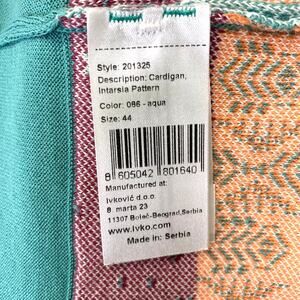 Style: 201325
Description: Cardigan,
Intarsia Pattern
Color: 086 - aqua
Size: 44
8 605042 801640
Manufactured at:
Ivković d.o.o.
8. marta 23
11307 Boleč-Beograd,Serbia
www.ivko.com
Made in: Serbia